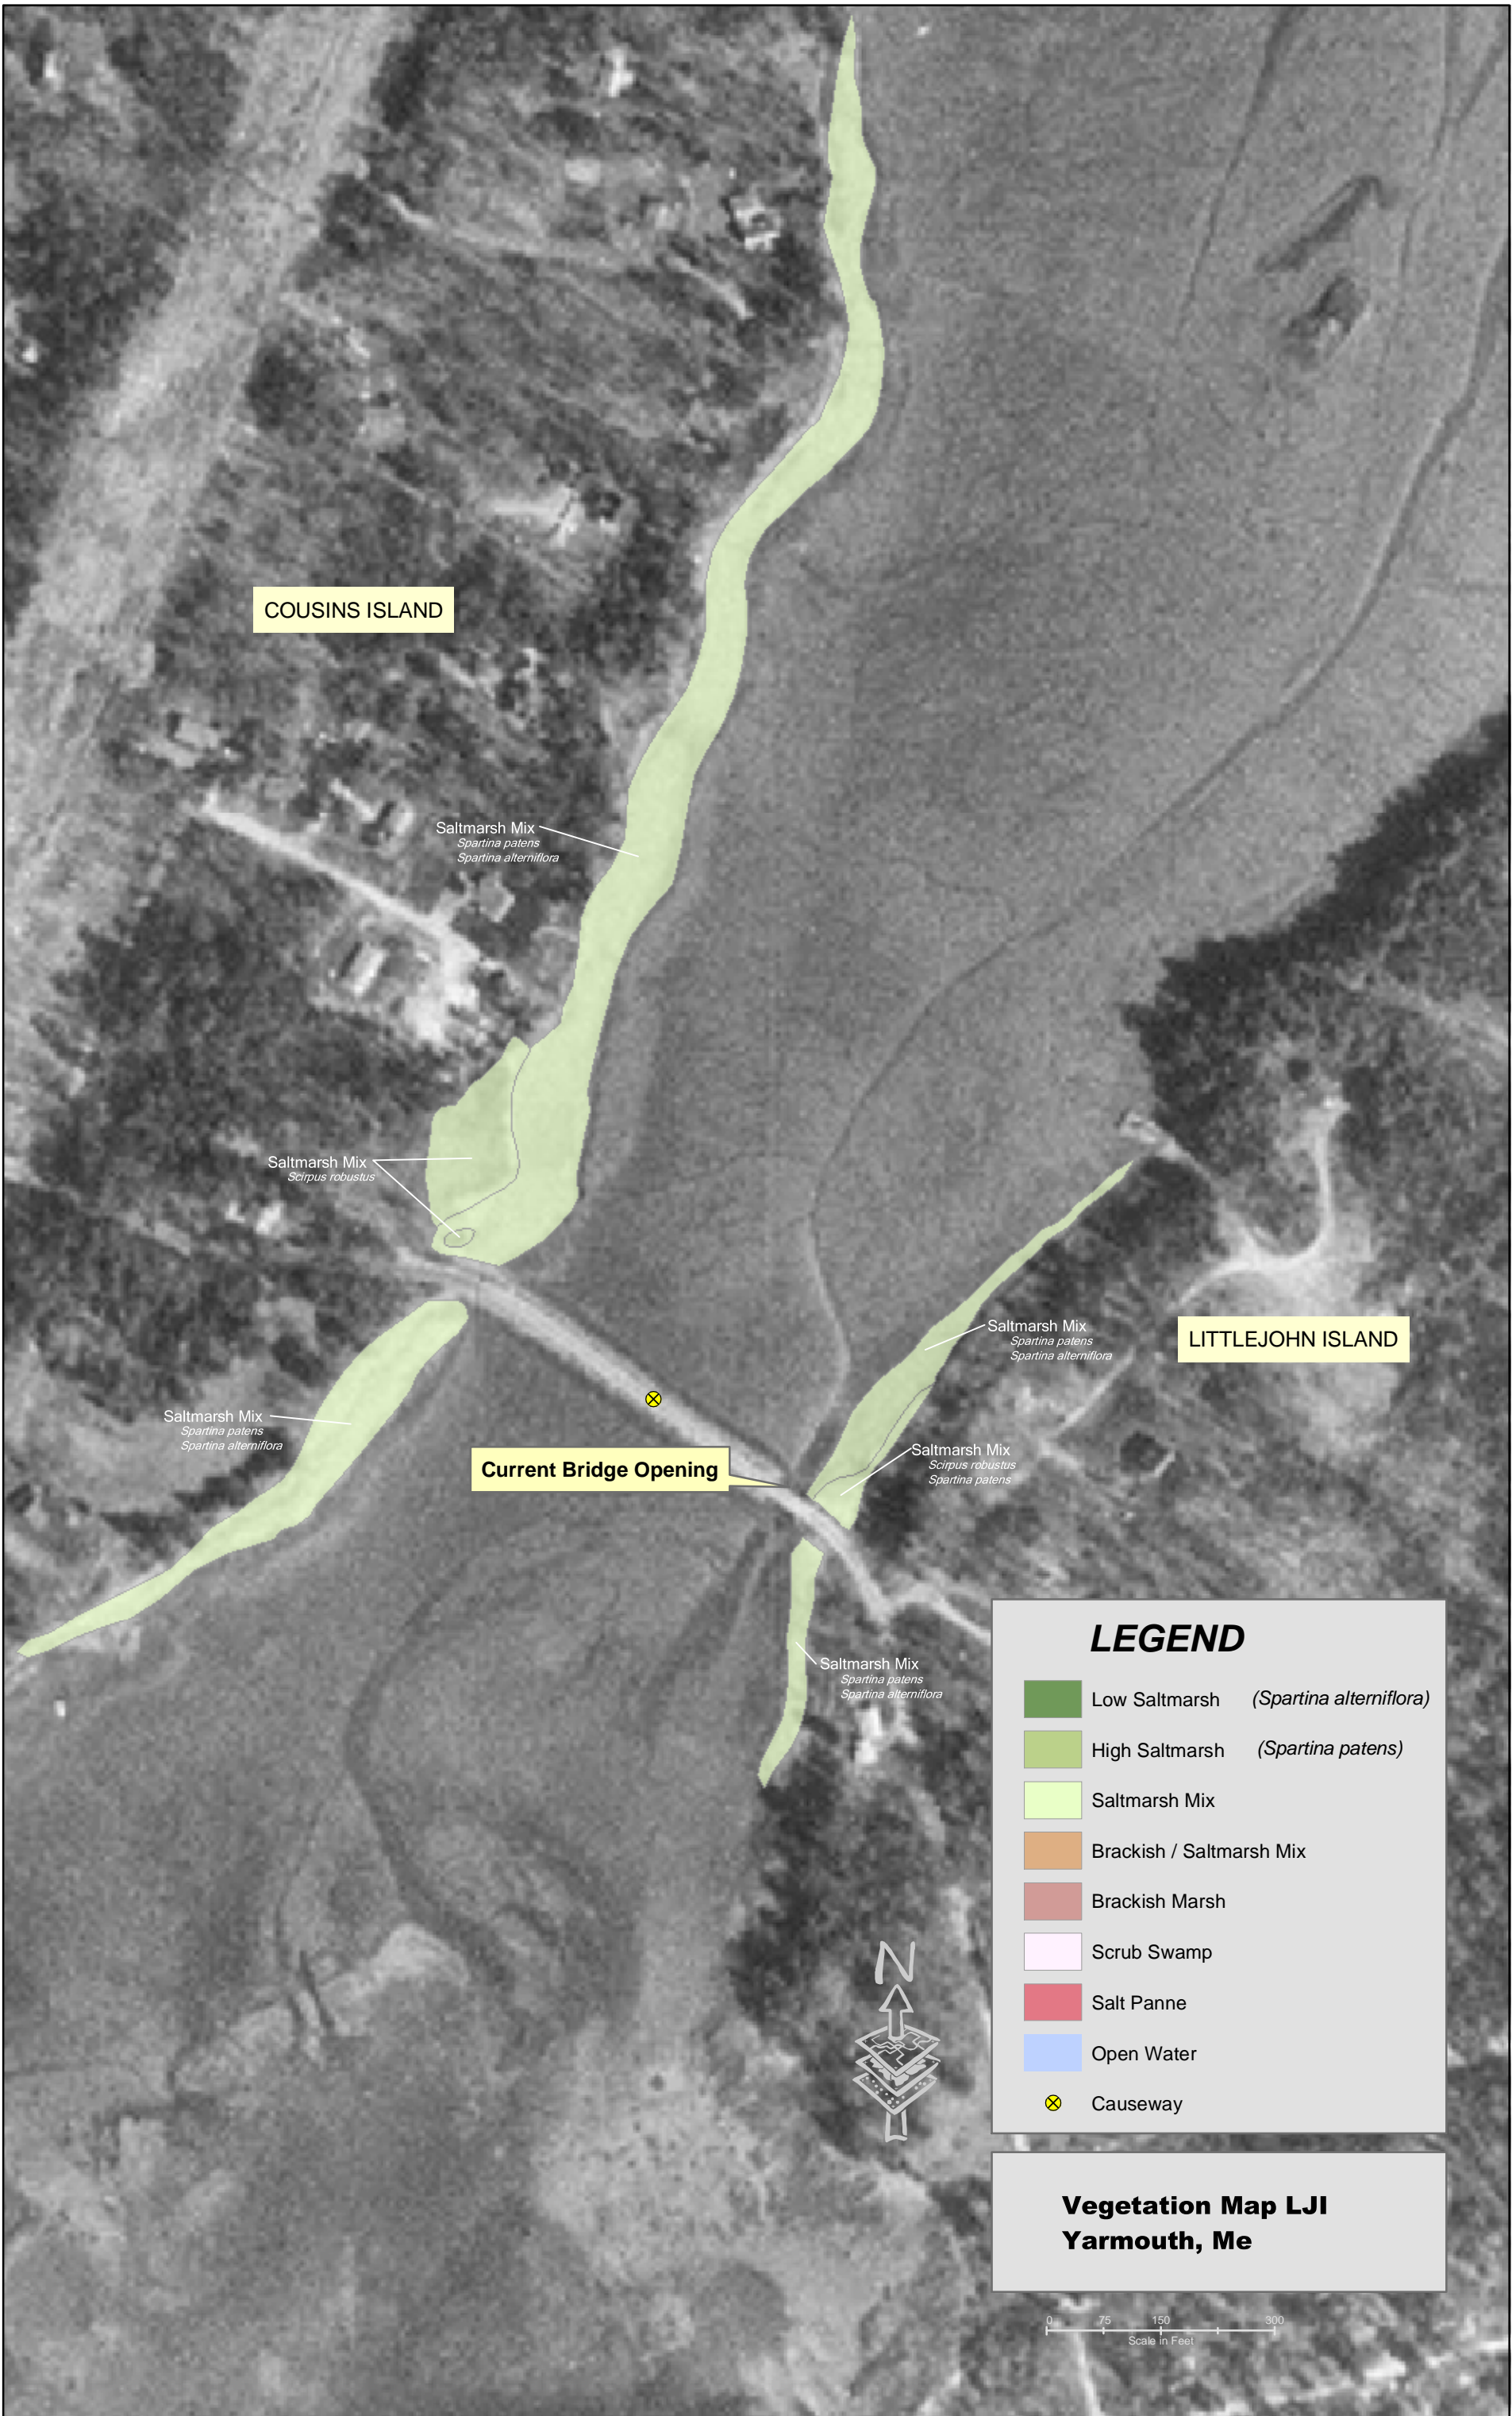 COUSINS ISLAND
Saltmarsh Mix
Spartina patens
Spartina alterniflora
Saltmarsh Mix
Scirpus robustus
Saltmarsh Mix
Spartina patens
Spartina alterniflora
LITTLEJOHN ISLAND
Saltmarsh Mix
Spartina patens
Spartina alterniflora
Current Bridge Opening
Saltmarsh Mix
Scirpus robustus
Spartina patens
Saltmarsh Mix
Spartina patens
Spartina alterniflora
LEGEND
Low Saltmarsh (Spartina alterniflora)
High Saltmarsh (Spartina patens)
Saltmarsh Mix
Brackish / Saltmarsh Mix
Brackish Marsh
Scrub Swamp
Salt Panne
Open Water
Causeway
N
Vegetation Map LJI
Yarmouth, Me
0 75 150 300
Scale in Feet